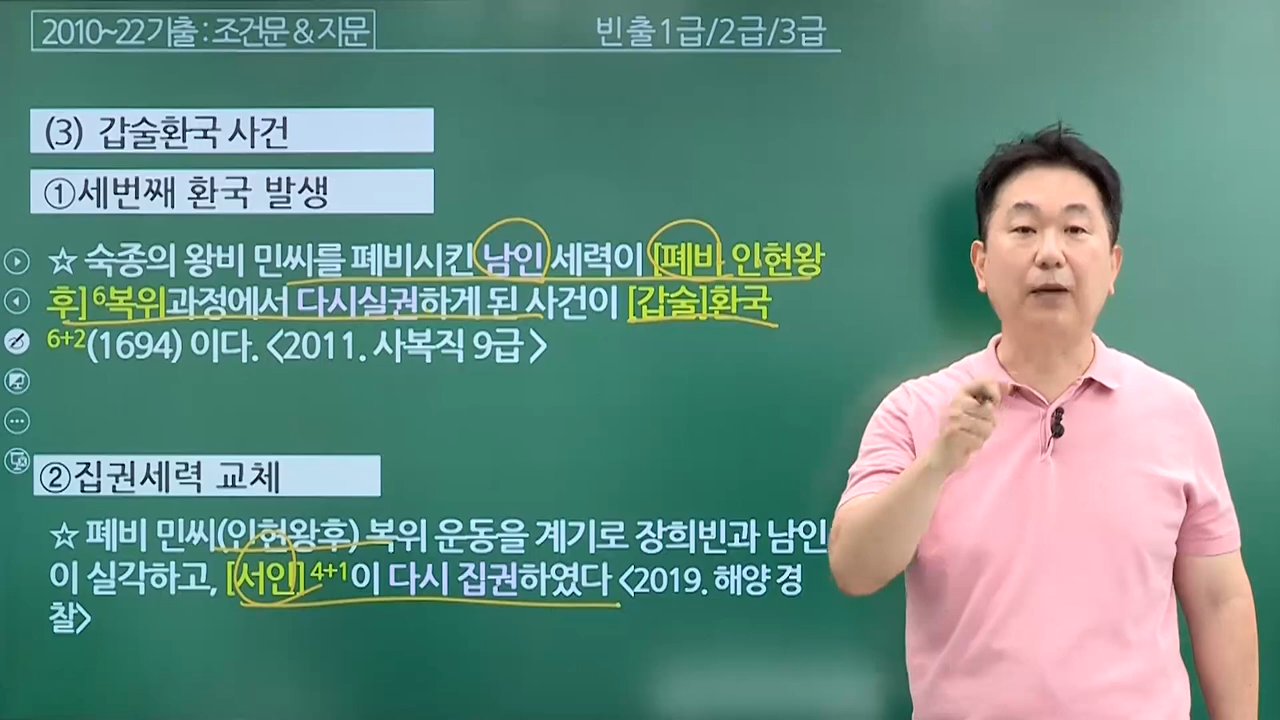 2010~22기출 : 조건문 & 지문
빈출1급/2급/3급
(3) 갑술환국 사건
①세번째 환국 발생
☆ 숙종의 왕비 민씨를 폐비시킨 남인 세력이 [폐비 인현왕
후] 6복위과정에서 다시실권하게 된 사건이 [갑술]환국
6+2(1694) 이다. <2011. 사복직 9급 >
②집권세력 교체
☆ 폐비 민씨(인현왕후) 복위 운동을 계기로 장희빈과 남인
이 실각하고, [서인] 4+1이 다시 집권하였다 <2019. 해양 경
찰>